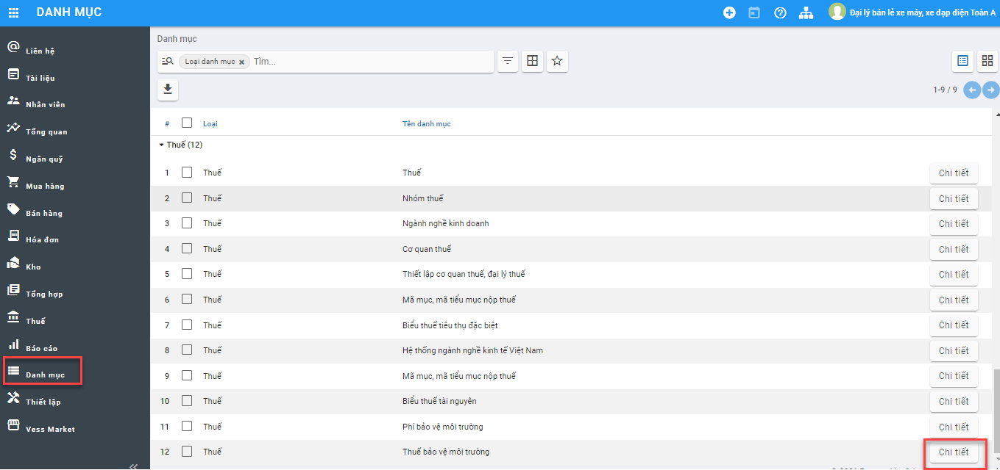 DANH MỤC
Đại lý bán lẻ xe máy, xe đạp điện Toàn A
Liên hệ
Tài liệu
Nhân viên
Tổng quan
Ngân quỹ
Mua hàng
Bán hàng
Hóa đơn
Kho
Tổng hợp
Thuế
Báo cáo
Danh mục
Thiết lập
Vess Market
Danh mục
Loại danh mục × Tìm...
1-9 / 9
# Loại Tên danh mục
Thuế (12)
1 Thuế Thuế Chi tiết
2 Thuế Nhóm thuế Chi tiết
3 Thuế Ngành nghề kinh doanh Chi tiết
4 Thuế Cơ quan thuế Chi tiết
5 Thuế Thiết lập cơ quan thuế, đại lý thuế Chi tiết
6 Thuế Mã mục, mã tiểu mục nộp thuế Chi tiết
7 Thuế Biểu thuế tiêu thụ đặc biệt Chi tiết
8 Thuế Hệ thống ngành nghề kinh tế Việt Nam Chi tiết
9 Thuế Mã mục, mã tiểu mục nộp thuế Chi tiết
10 Thuế Biểu thuế tài nguyên Chi tiết
11 Thuế Phí bảo vệ môi trường Chi tiết
12 Thuế Thuế bảo vệ môi trường Chi tiết